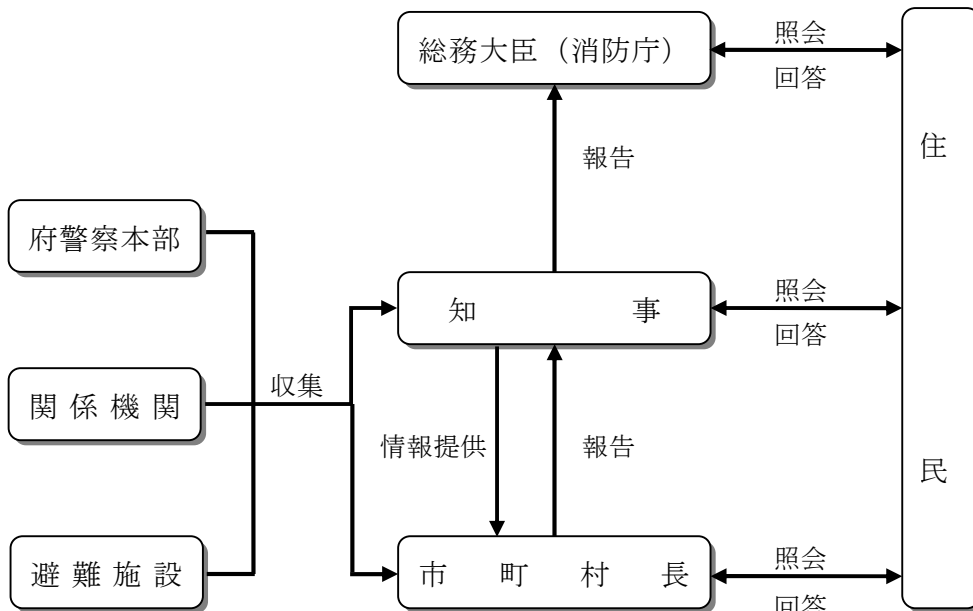 総務大臣（消防庁）
照会
回答
住民
報告
府警察本部
知事
照会
回答
関係機関
収集
情報提供
報告
避難施設
市町村長
照会
回答